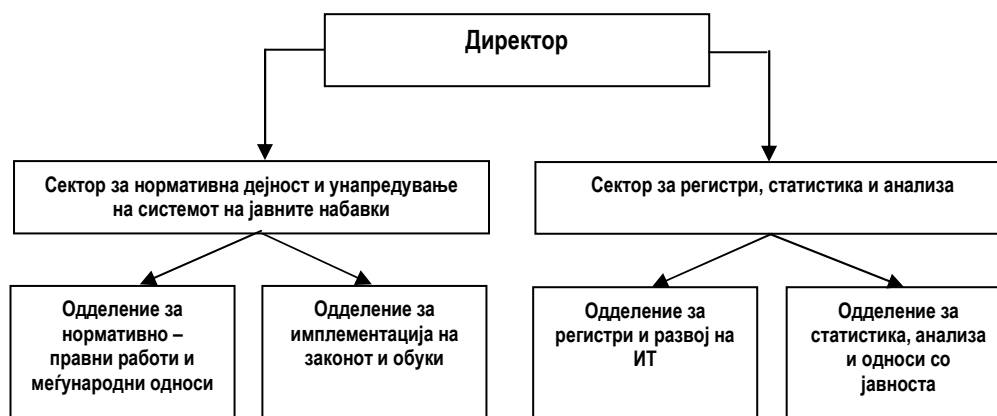 Директор
Сектор за нормативна дејност и унапредување
на системот на јавните набавки
Сектор за регистри, статистика и анализа
Одделение за
нормативно –
правни работи и
меѓународни односи
Одделение за
имплементација на
законот и обуки
Одделение за
регистри и развој на
ИТ
Одделение за
статистика, анализа
и односи со
јавноста